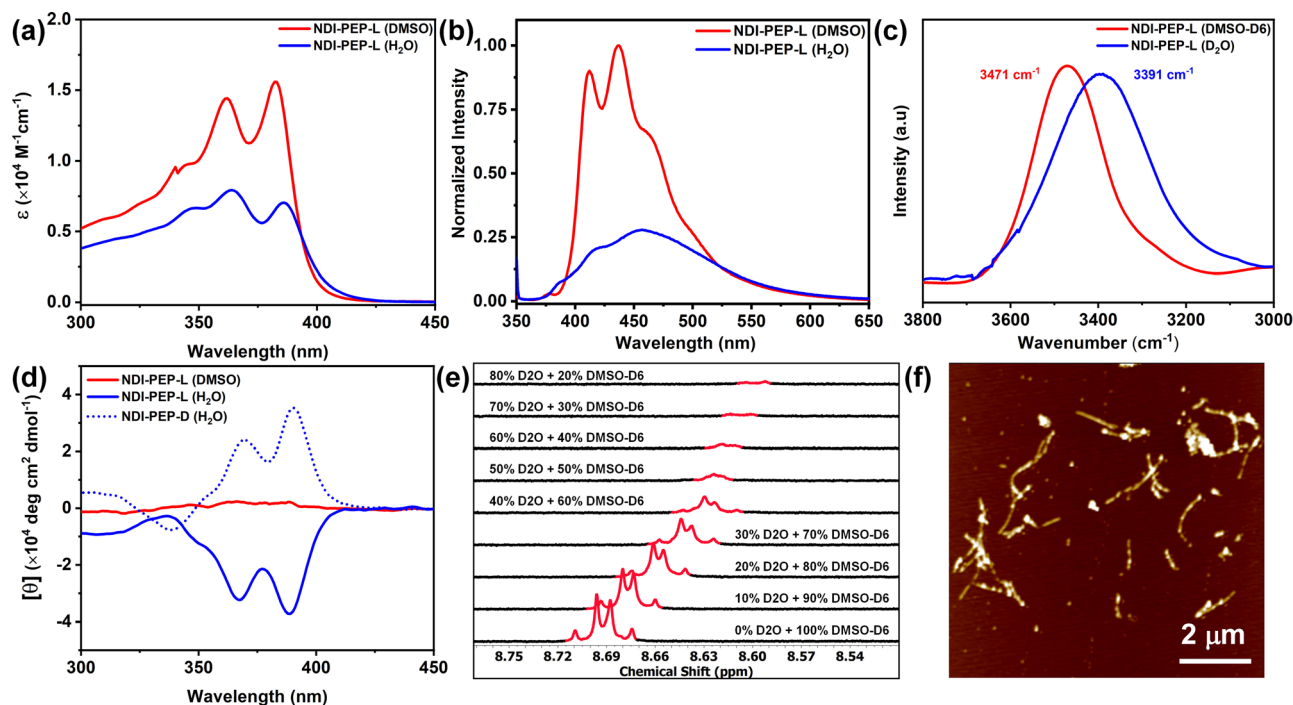 (a)
NDI-PEP-L (DMSO)
NDI-PEP-L (H₂O)
2.0
1.5
1.0
0.5
0.0
ε (×10⁴ M⁻¹cm⁻¹)
300
350
400
450
Wavelength (nm)
(b)
NDI-PEP-L (DMSO)
NDI-PEP-L (H₂O)
1.00
0.75
0.50
0.25
0.00
Normalized Intensity
350
400
450
500
550
600
650
Wavelength (nm)
(c)
NDI-PEP-L (DMSO-D6)
NDI-PEP-L (D₂O)
3471 cm⁻¹
3391 cm⁻¹
Intensity (a.u)
3800
3600
3400
3200
3000
Wavenumber (cm⁻¹)
(d)
NDI-PEP-L (DMSO)
NDI-PEP-L (H₂O)
NDI-PEP-D (H₂O)
4
2
0
-2
-4
[θ] (×10⁴ deg cm² dmol⁻¹)
300
350
400
450
Wavelength (nm)
(e)
80% D2O + 20% DMSO-D6
70% D2O + 30% DMSO-D6
60% D2O + 40% DMSO-D6
50% D2O + 50% DMSO-D6
40% D2O + 60% DMSO-D6
30% D2O + 70% DMSO-D6
20% D2O + 80% DMSO-D6
10% D2O + 90% DMSO-D6
0% D2O + 100% DMSO-D6
8.75
8.72
8.69
8.66
8.63
8.60
8.57
8.54
Chemical Shift (ppm)
(f)
2 μm